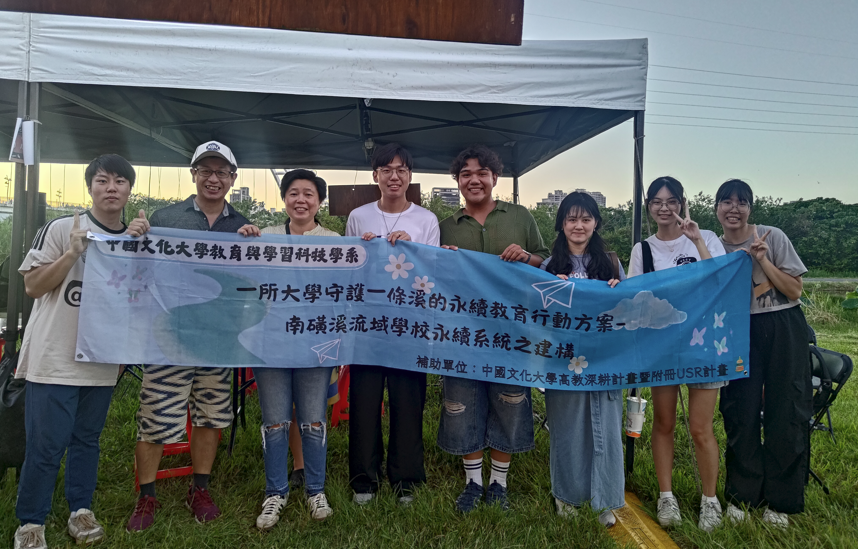 中國文化大學教育與學習科技學系
一所大學守護一條溪的永續教育行動方案-
南磺溪流域學校永續系統之建構
補助單位:中國文化大學高教深耕計畫暨附冊USR計畫